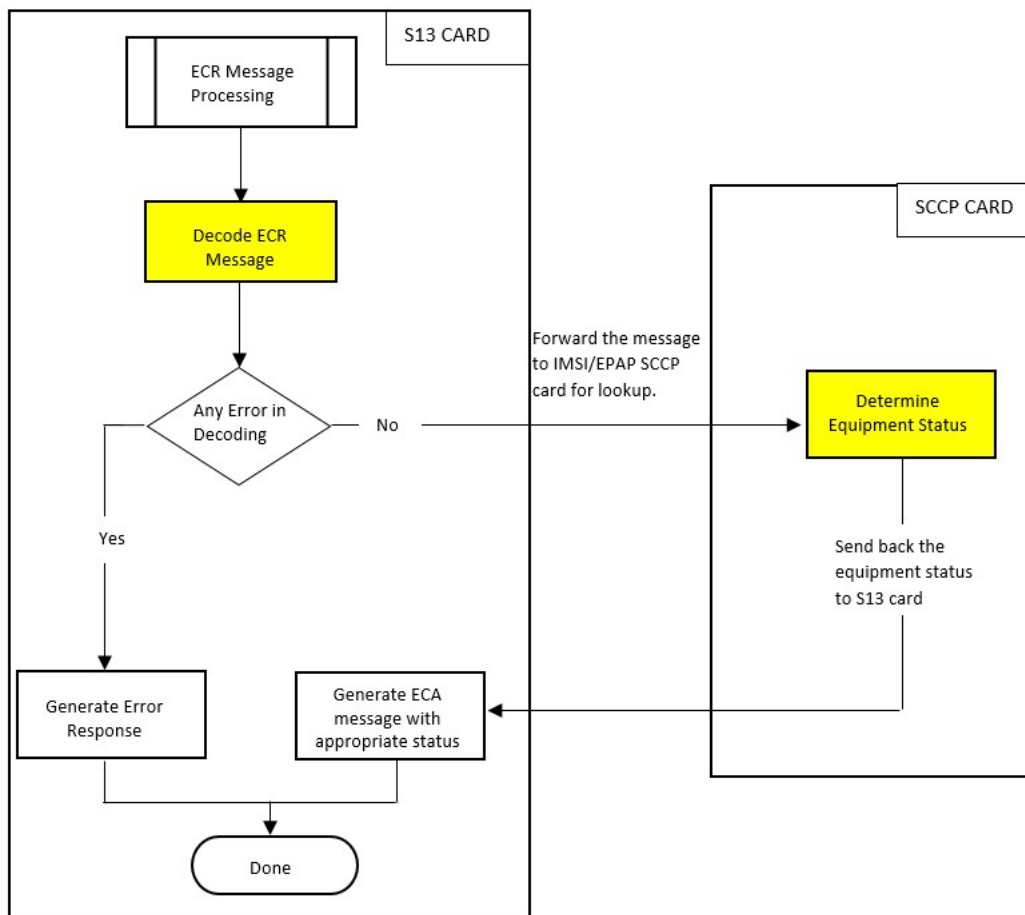 S13 CARD
ECR Message
Processing
Decode ECR
Message
Any Error in
Decoding
No
Yes
Forward the message
to IMSI/EPAP SCCP
card for lookup.
SCCP CARD
Determine
Equipment Status
Send back the
equipment status
to S13 card
Generate Error
Response
Generate ECA
message with
appropriate status
Done